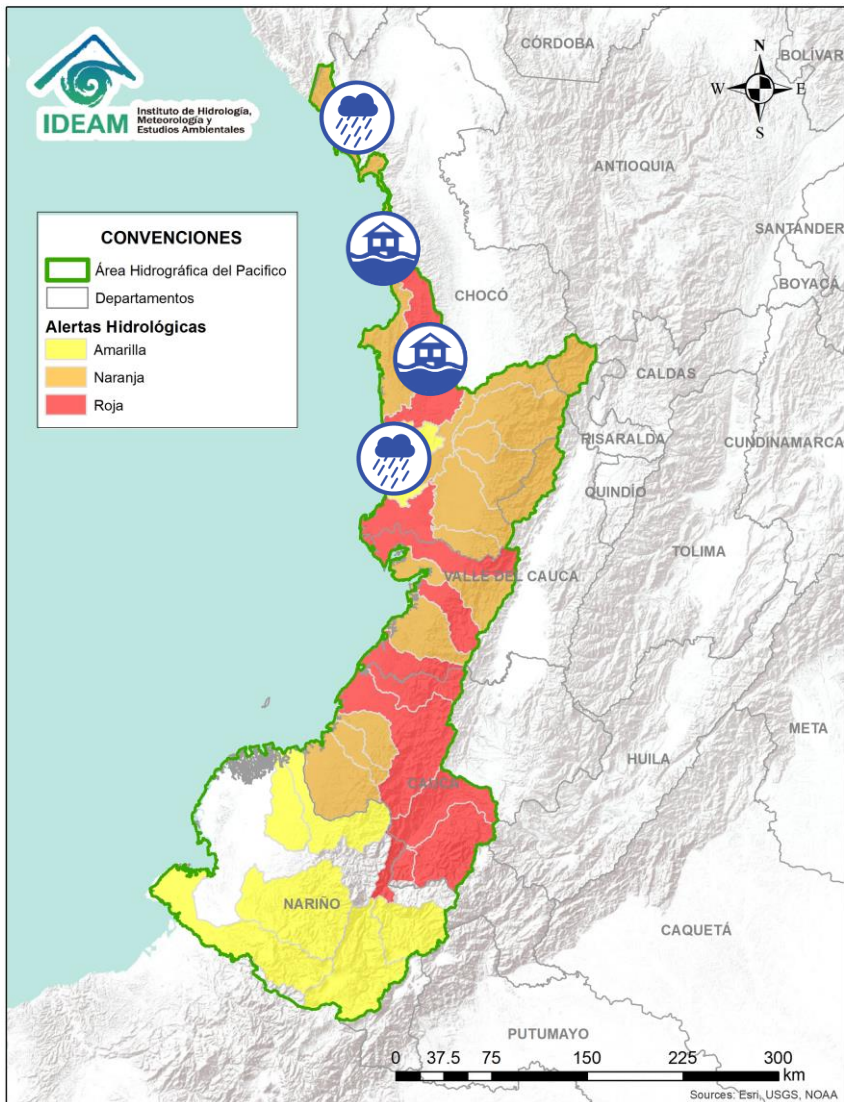 IDEAM
Instituto de Hidrología,
Meteorología y
Estudios Ambientales
CÓRDOBA
BOLÍVAR
N
W E
S
ANTIOQUIA
CONVENCIONES
Área Hidrográfica del Pacifico
Departamentos
Alertas Hidrológicas
Amarilla
Naranja
Roja
SANTANDER
BOYACÁ
CHOCÓ
CALDAS
RISARALDA
CUNDINAMARCA
QUINDÍO
TOLIMA
VALLE DEL CAUCA
META
HUILA
CAUCA
NARIÑO
CAQUETÁ
PUTUMAYO
0 37.5 75 150 225 300
km
Sources: Esri, USGS, NOAA